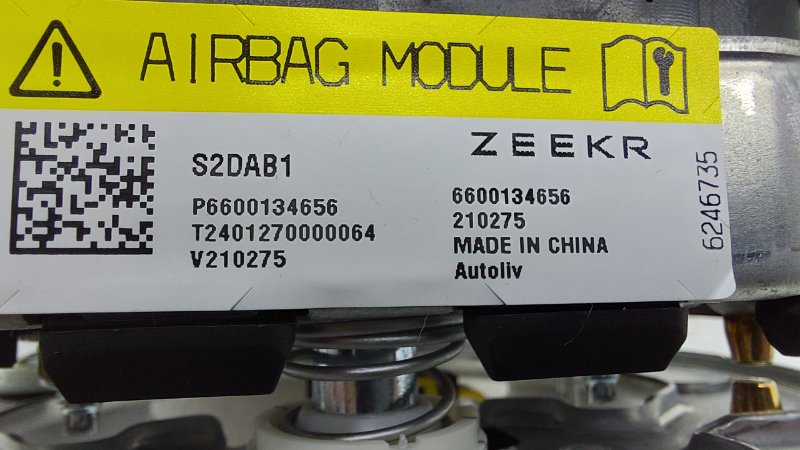 AIRBAG MODULE
S2DAB1
P6600134656
T2401270000064
V210275
ZEEKR
6600134656
210275
MADE IN CHINA
Autoliv
6246735